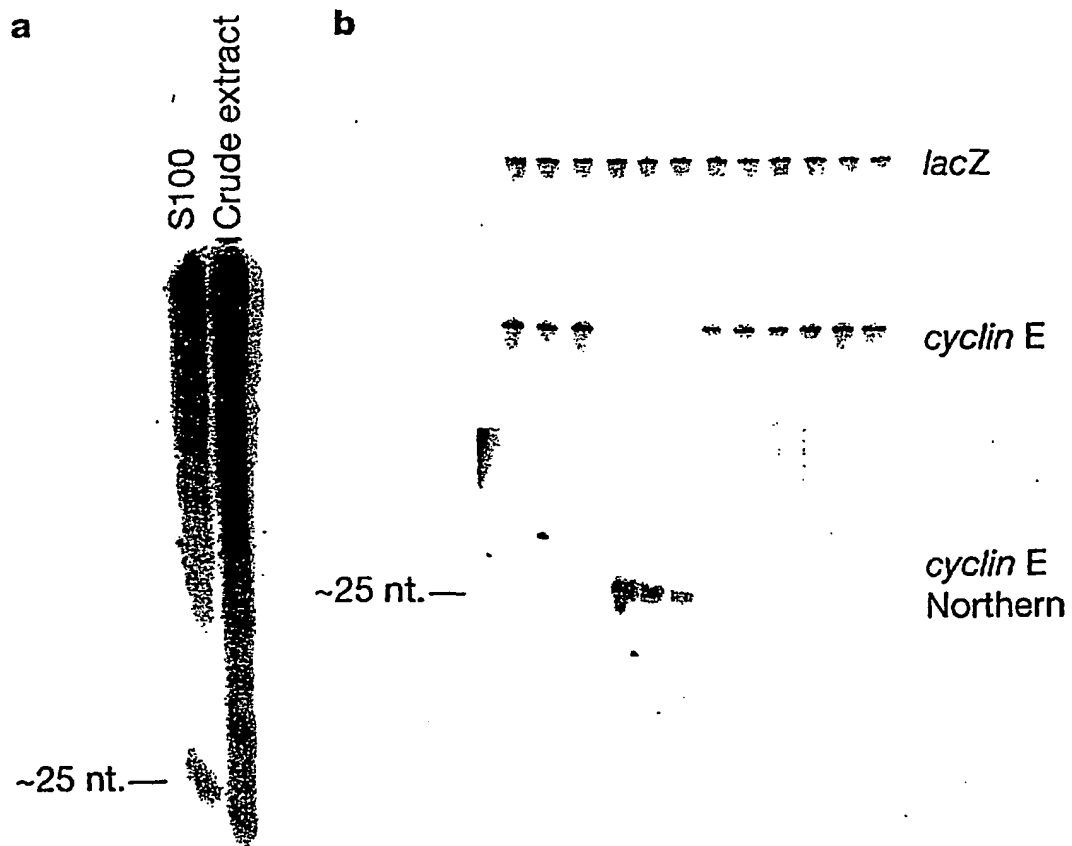 a
S100
Crude extract
~25 nt.
b
lacZ
cyclin E
~25 nt.
cyclin E
Northern